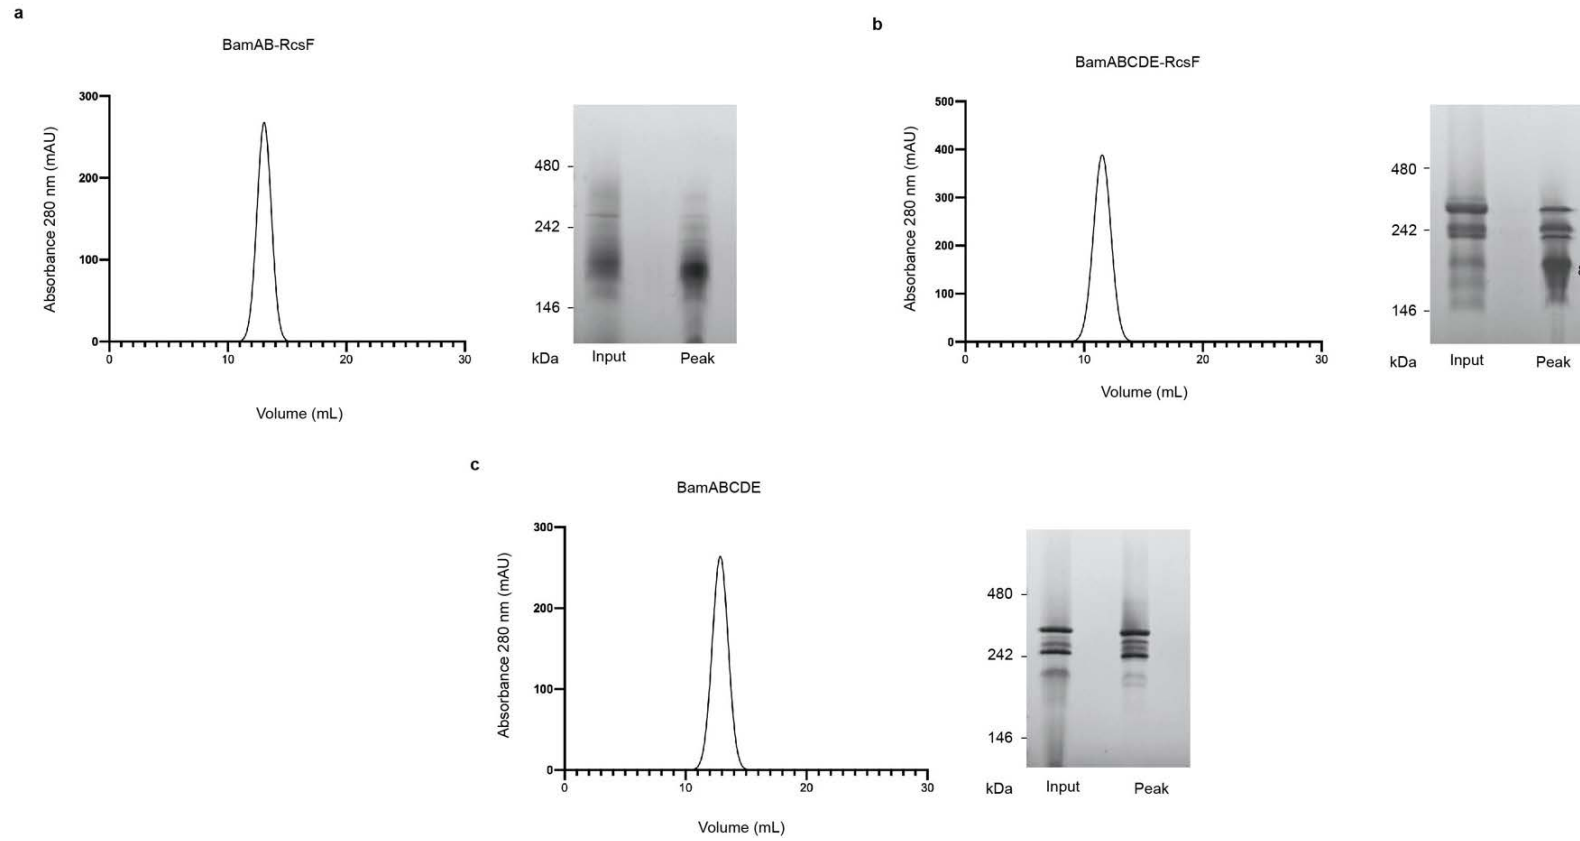 a
BamAB-RcsF
300
200
100
0
0 10 20 30
Absorbance 280 nm (mAU)
Volume (mL)
480
242
146
kDa Input Peak
b
BamABCDE-RcsF
500
400
300
200
100
0
0 10 20 30
Absorbance 280 nm (mAU)
Volume (mL)
480
242
146
kDa Input Peak
c
BamABCDE
300
200
100
0
0 10 20 30
Absorbance 280 nm (mAU)
Volume (mL)
480
242
146
kDa Input Peak